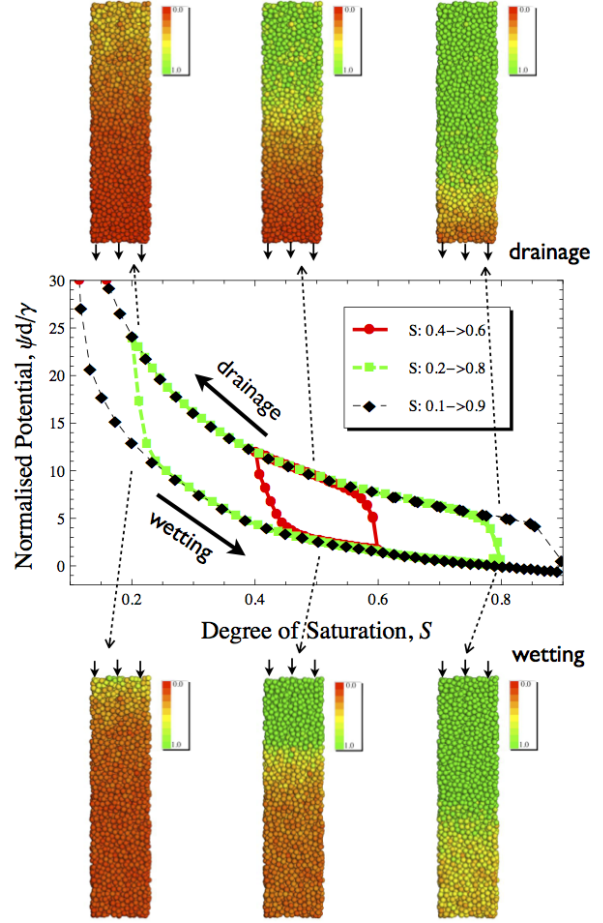 0.0
1.0
0.0
1.0
0.0
1.0
drainage
30
25
20
15
10
5
0
Normalised Potential, ψd/γ
S: 0.4->0.6
S: 0.2->0.8
S: 0.1->0.9
drainage
wetting
0.2
0.4
0.6
0.8
Degree of Saturation, S
wetting
0.0
1.0
0.0
1.0
0.0
1.0